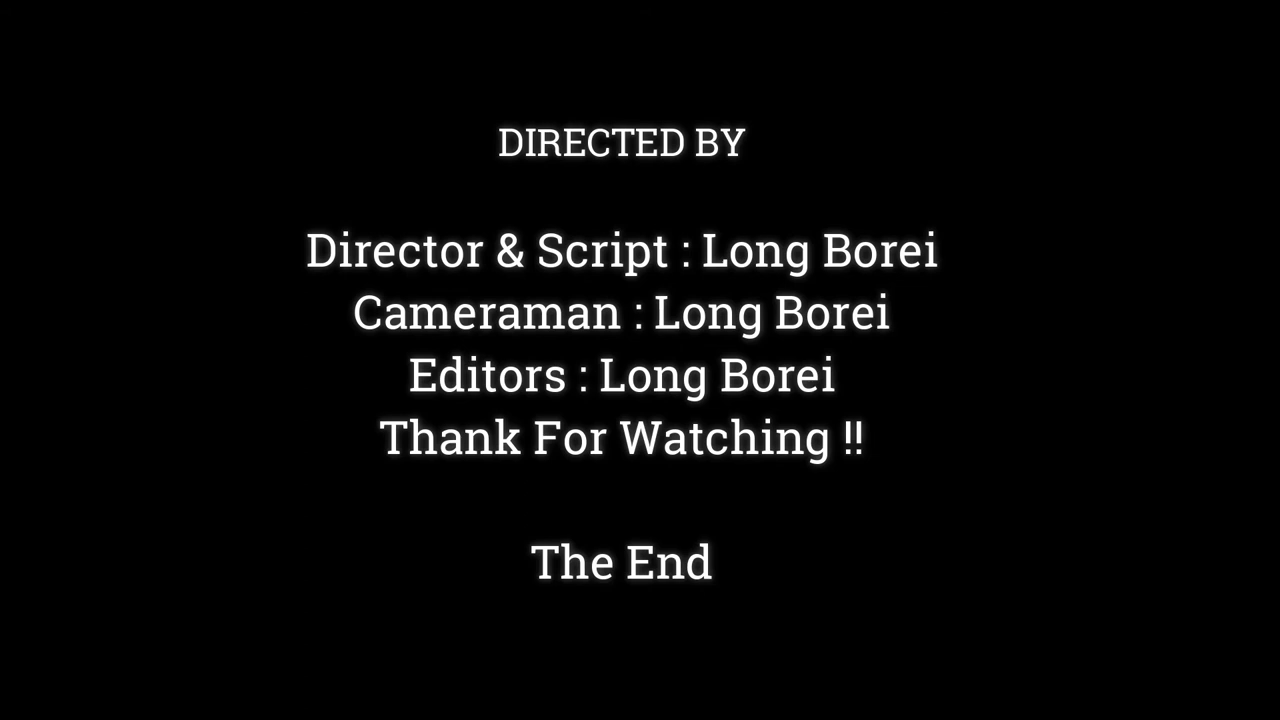 DIRECTED BY
Director & Script : Long Borei
Cameraman : Long Borei
Editors : Long Borei
Thank For Watching !!
The End